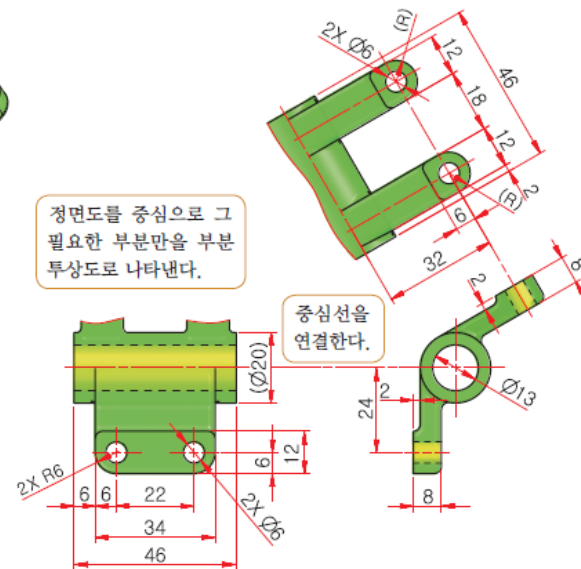 2X Ø6
(R)
12
46
18
12
2
(R)
6
32
정면도를 중심으로 그
필요한 부분만을 부분
투상도로 나타낸다.
중심선을
연결한다.
8
2
(Ø20)
Ø13
2
24
8
2X R6
6
6
22
2X Ø6
6
12
34
46